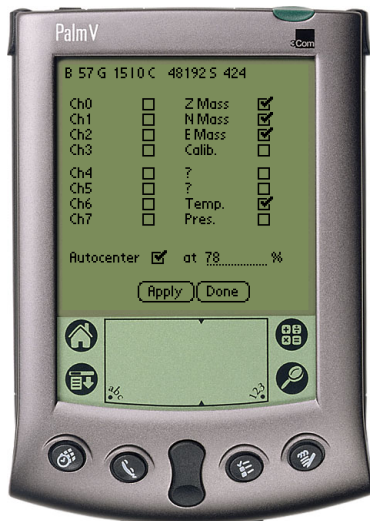 Palm V
3Com
B 57 G 1510 C 48192 S 424
Ch0 Z Mass
Ch1 N Mass
Ch2 E Mass
Ch3 Calib.
Ch4 ?
Ch5 ?
Ch6 Temp.
Ch7 Pres.
Autocenter at 78 %
Apply Done
abc 123